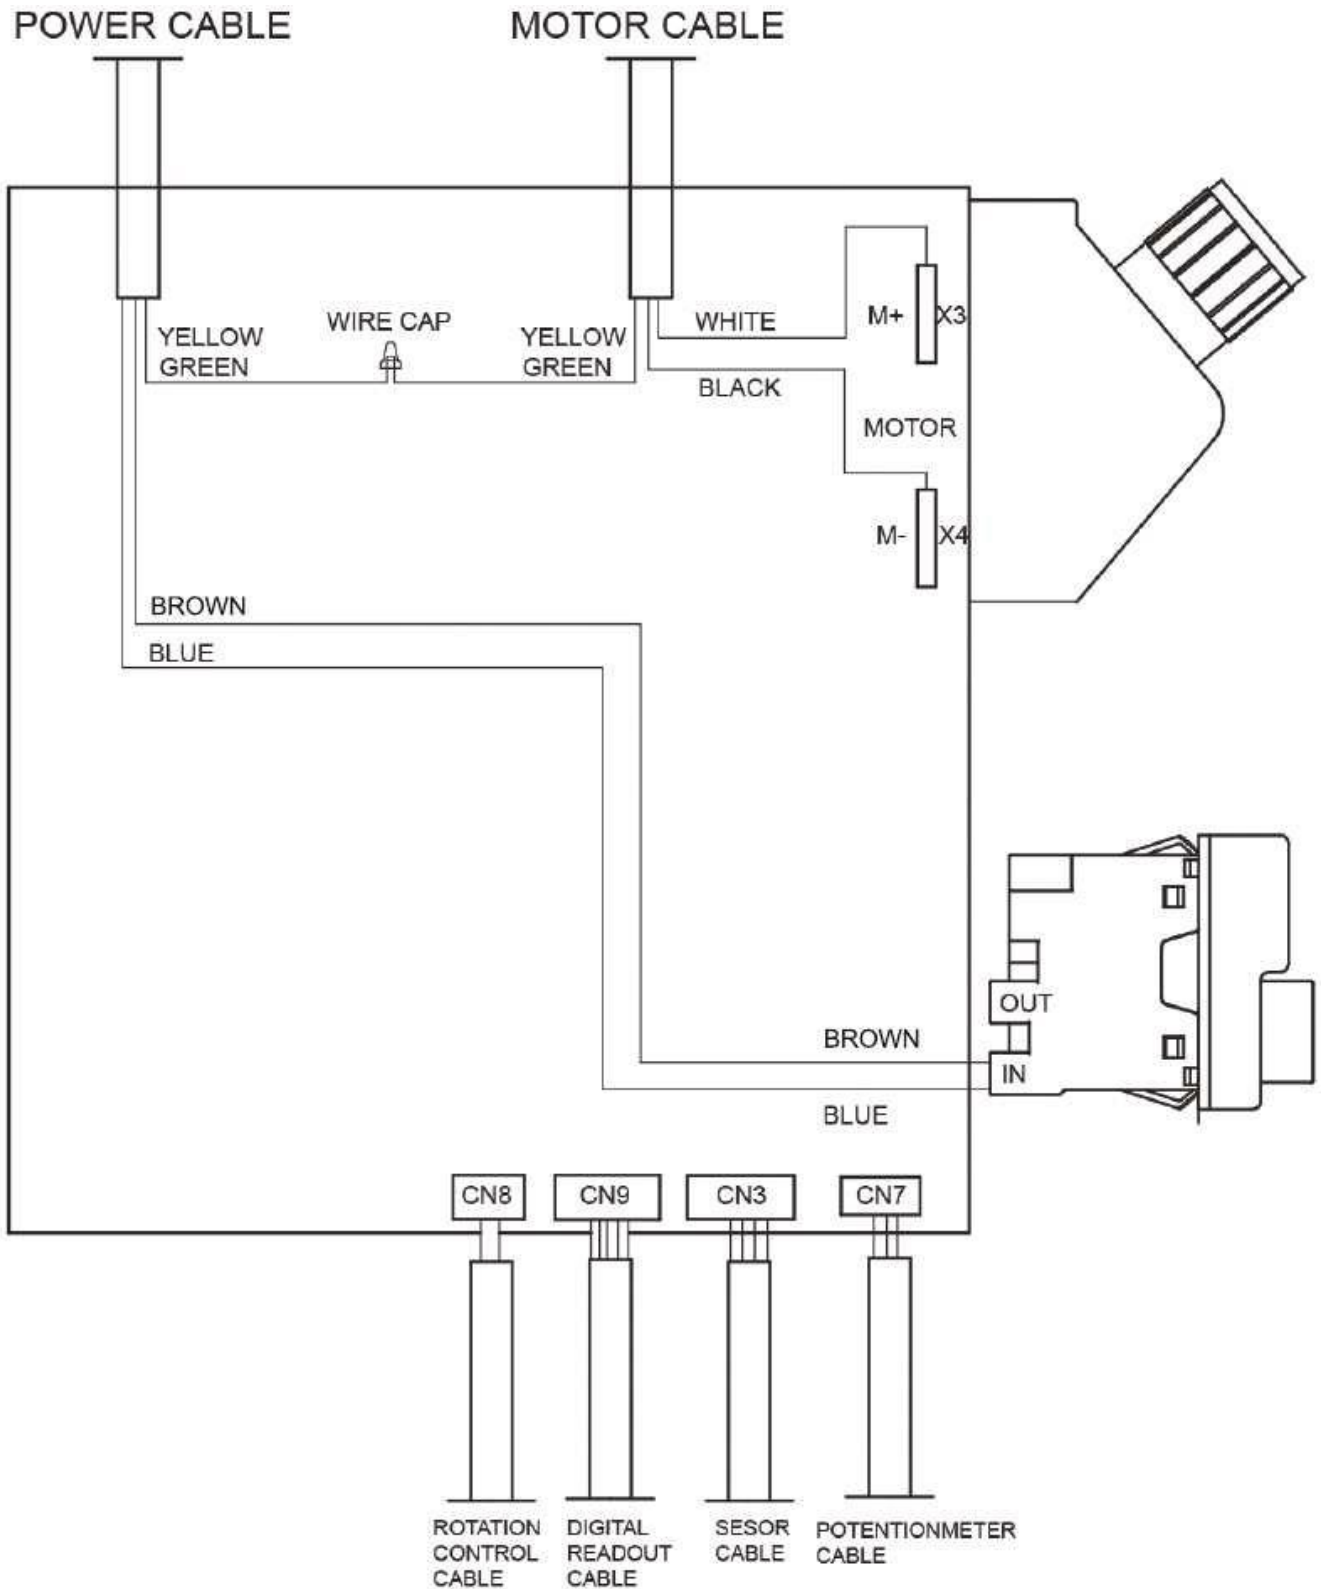 POWER CABLE
MOTOR CABLE
YELLOW
GREEN
WIRE CAP
YELLOW
GREEN
WHITE
BLACK
M+
X3
MOTOR
M-
X4
BROWN
BLUE
OUT
BROWN
IN
BLUE
CN8
CN9
CN3
CN7
ROTATION
CONTROL
CABLE
DIGITAL
READOUT
CABLE
SESOR
CABLE
POTENTIONMETER
CABLE